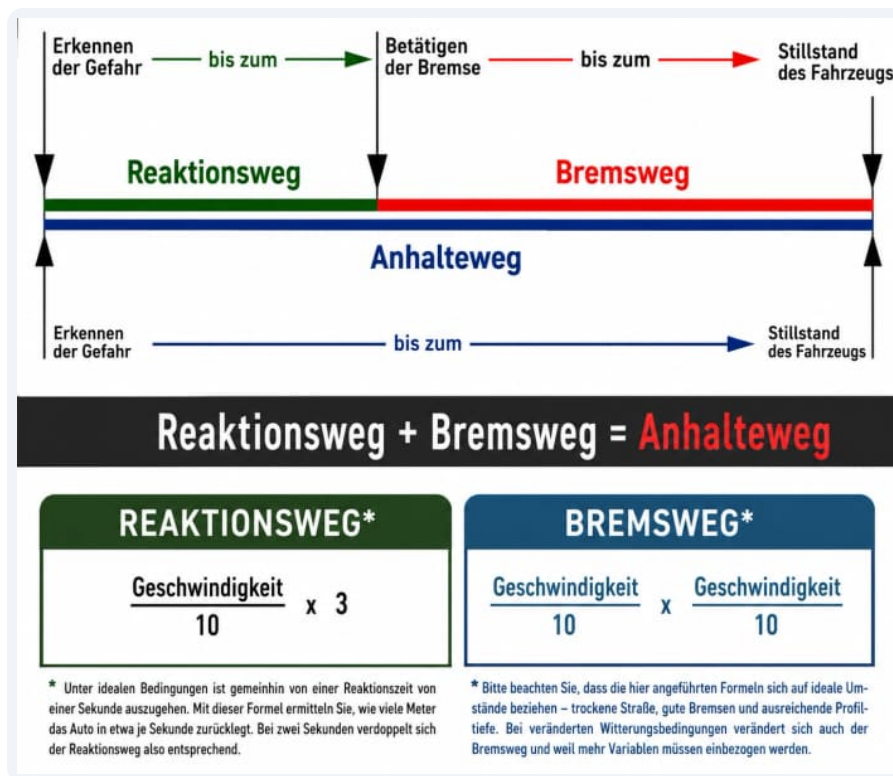 Erkennen
der Gefahr
bis zum
Betätigen
der Bremse
bis zum
Stillstand
des Fahrzeugs
Reaktionsweg
Bremsweg
Anhalteweg
Erkennen
der Gefahr
bis zum
Stillstand
des Fahrzeugs
Reaktionsweg + Bremsweg = Anhalteweg
REAKTIONSWEG*
Geschwindigkeit
10
x 3
* Unter idealen Bedingungen ist gemeinhin von einer Reaktionszeit von
einer Sekunde auszugehen. Mit dieser Formel ermitteln Sie, wie viele Meter
das Auto in etwa je Sekunde zurücklegt. Bei zwei Sekunden verdoppelt sich
der Reaktionsweg also entsprechend.
BREMSWEG*
Geschwindigkeit
10
x
Geschwindigkeit
10
* Bitte beachten Sie, dass die hier angeführten Formeln sich auf ideale Um-
stände beziehen – trockene Straße, gute Bremsen und ausreichende Profil-
tiefe. Bei veränderten Witterungsbedingungen verändert sich auch der
Bremsweg und weil mehr Variablen müssen einbezogen werden.